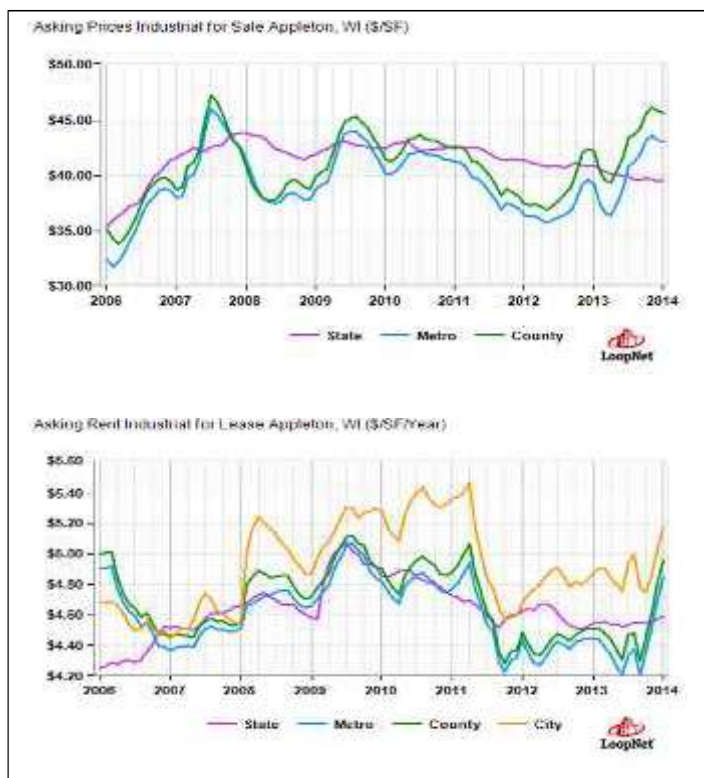 Asking Prices Industrial for Sale Appleton, WI ($/SF)
$50.00
$45.00
$40.00
$35.00
$30.00
2006 2007 2008 2009 2010 2011 2012 2013 2014
State Metro County
LoopNet
Asking Rent Industrial for Lease Appleton, WI ($/SF/Year)
$5.60
$5.40
$5.20
$5.00
$4.80
$4.60
$4.40
$4.20
2006 2007 2008 2009 2010 2011 2012 2013 2014
State Metro County City
LoopNet